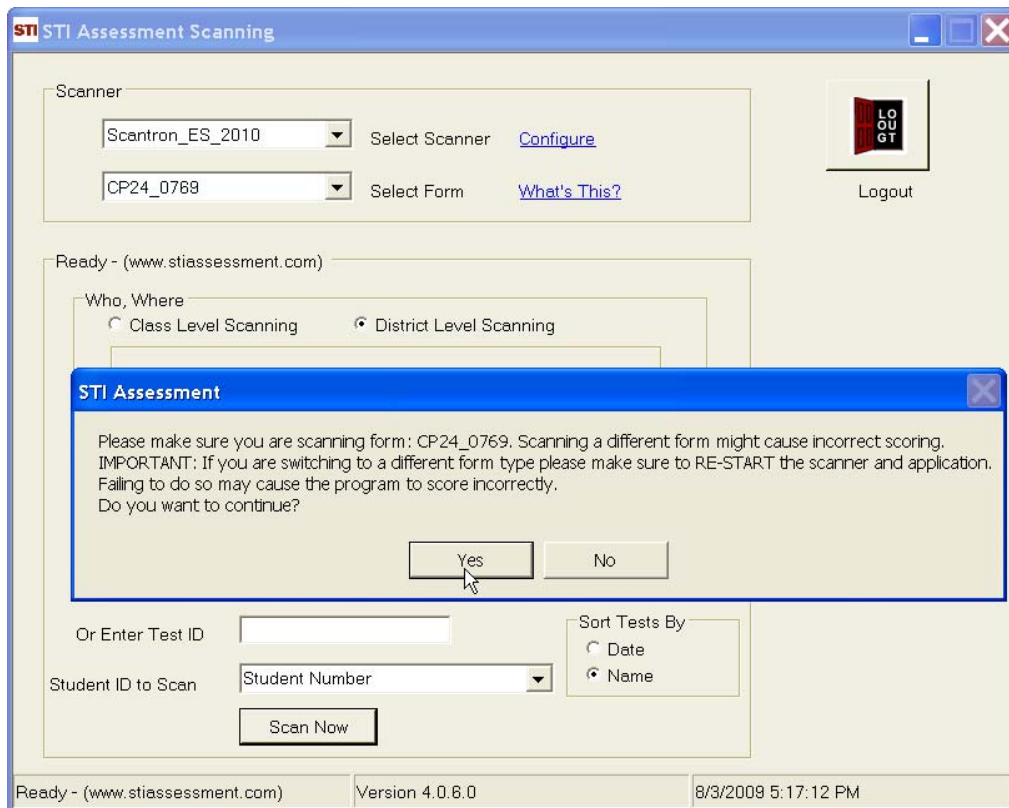 STI STI Assessment Scanning
Scanner
Scantron_ES_2010 Select Scanner Configure
CP24_0769 Select Form What's This?
LO
OU
GT
Logout
Ready - (www.stiassessment.com)
Who, Where
Class Level Scanning District Level Scanning
STI Assessment
Please make sure you are scanning form: CP24_0769. Scanning a different form might cause incorrect scoring.
IMPORTANT: If you are switching to a different form type please make sure to RE-START the scanner and application.
Failing to do so may cause the program to score incorrectly.
Do you want to continue?
Yes No
Or Enter Test ID
Sort Tests By
Date
Name
Student ID to Scan Student Number
Scan Now
Ready - (www.stiassessment.com) Version 4.0.6.0 8/3/2009 5:17:12 PM